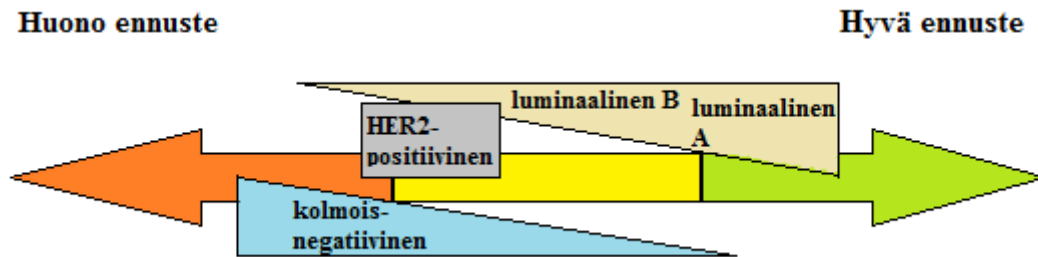 Huono ennuste
Hyvä ennuste
luminaalinen B
luminaalinen
A
HER2-
positiivinen
kolmois-
negatiivinen